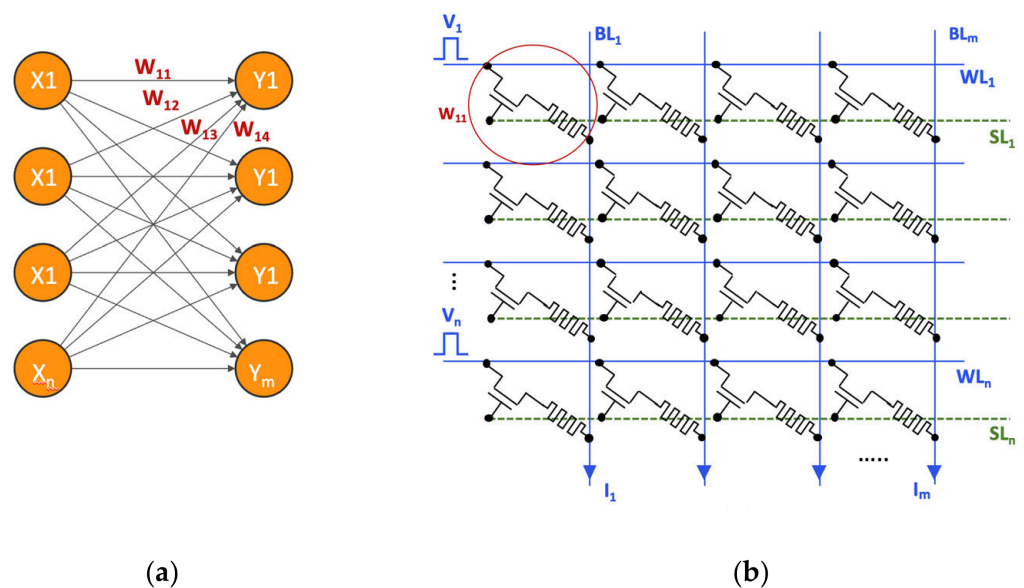 X1
X1
X1
Xn
W11
W12
W13
W14
Y1
Y1
Y1
Ym
V1
BL1
BLm
WL1
W11
SL1
⋮
Vn
WLn
SLn
.....
I1
Im
(a)
(b)